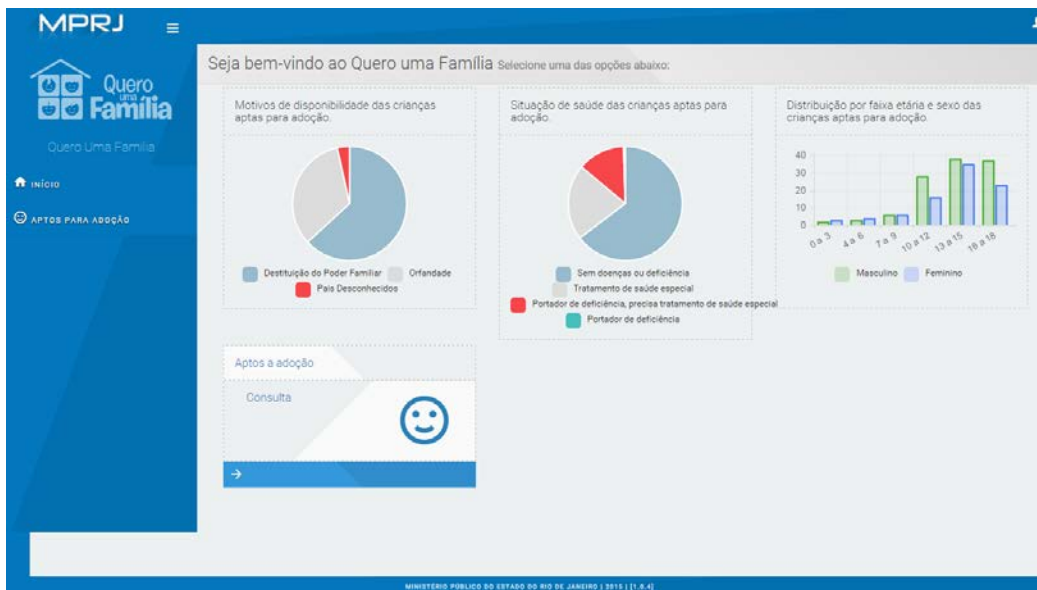 MPRJ
Quero
uma
Família
Quero Uma Família
INÍCIO
APTOS PARA ADOÇÃO
Seja bem-vindo ao Quero uma Família Selecione uma das opções abaixo:
Motivos de disponibilidade das crianças
aptas para adoção.
Destituição do Poder Familiar Orfandade
Pais Desconhecidos
Situação de saúde das crianças aptas para
adoção.
Sem doenças ou deficiência
Tratamento de saúde especial
Portador de deficiência, precisa tratamento de saúde especial
Portador de deficiência
Distribuição por faixa etária e sexo das
crianças aptas para adoção.
40
30
20
10
0
0 a 3 4 a 6 7 a 9 10 a 12 13 a 15 16 a 18
Masculino Feminino
Aptos a adoção
Consulta
MINISTÉRIO PÚBLICO DO ESTADO DO RIO DE JANEIRO | 2015 | [1.6.4]